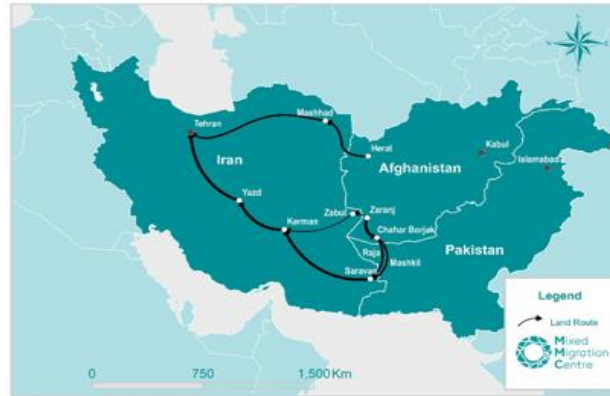 Tehran
Mashhad
Herat
Kabul
Islamabad
Iran
Afghanistan
Yazd
Zabul
Zaranj
Kerman
Chahar Borjak
Pakistan
Raja
Mashkil
Saravan
Legend
Land Route
Mixed
Migration
Centre
0 750 1,500 Km